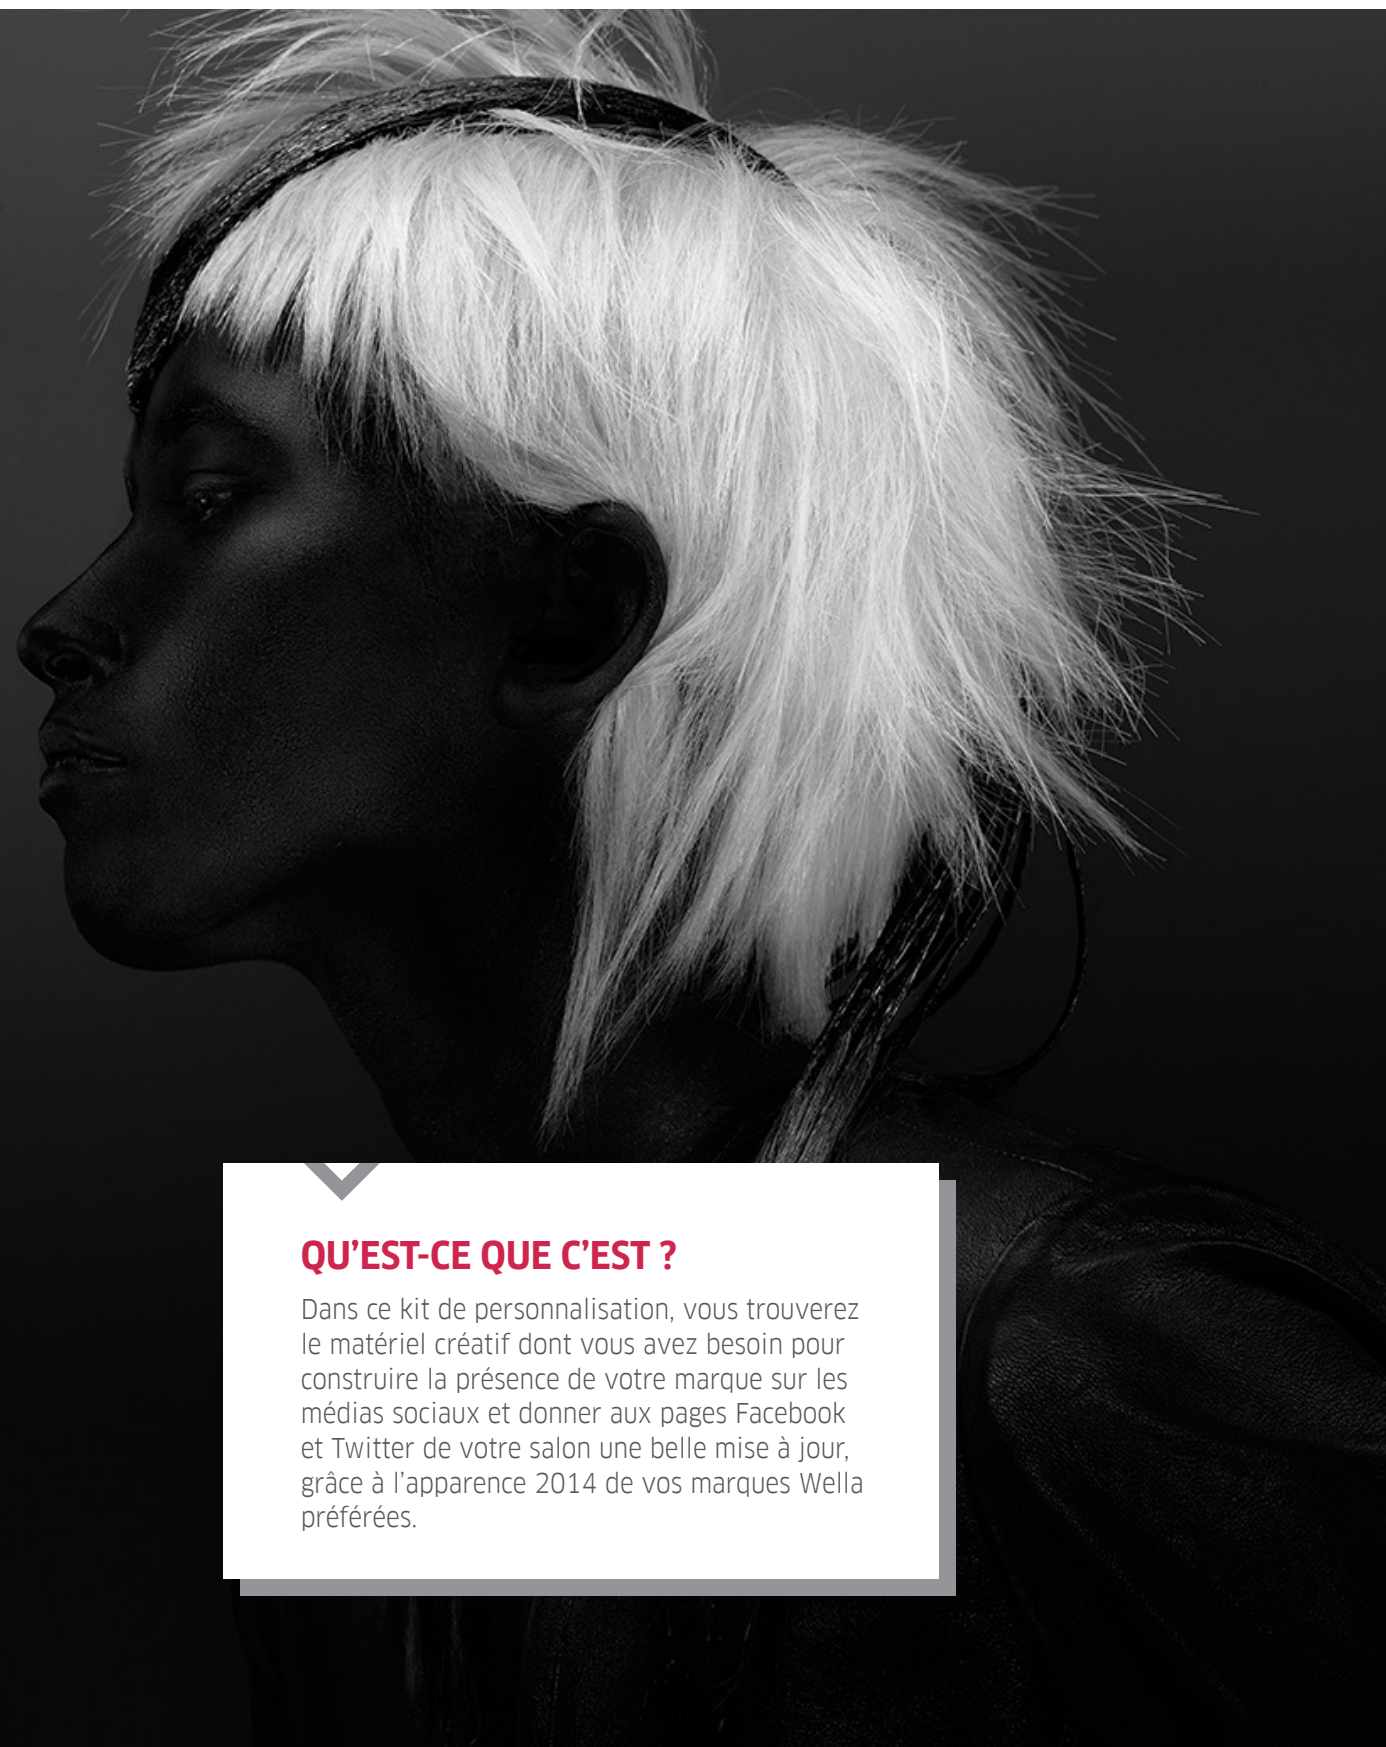 QU’EST-CE QUE C’EST ?
Dans ce kit de personnalisation, vous trouverez
le matériel créatif dont vous avez besoin pour
construire la présence de votre marque sur les
médias sociaux et donner aux pages Facebook
et Twitter de votre salon une belle mise à jour,
grâce à l’apparence 2014 de vos marques Wella
préférées.